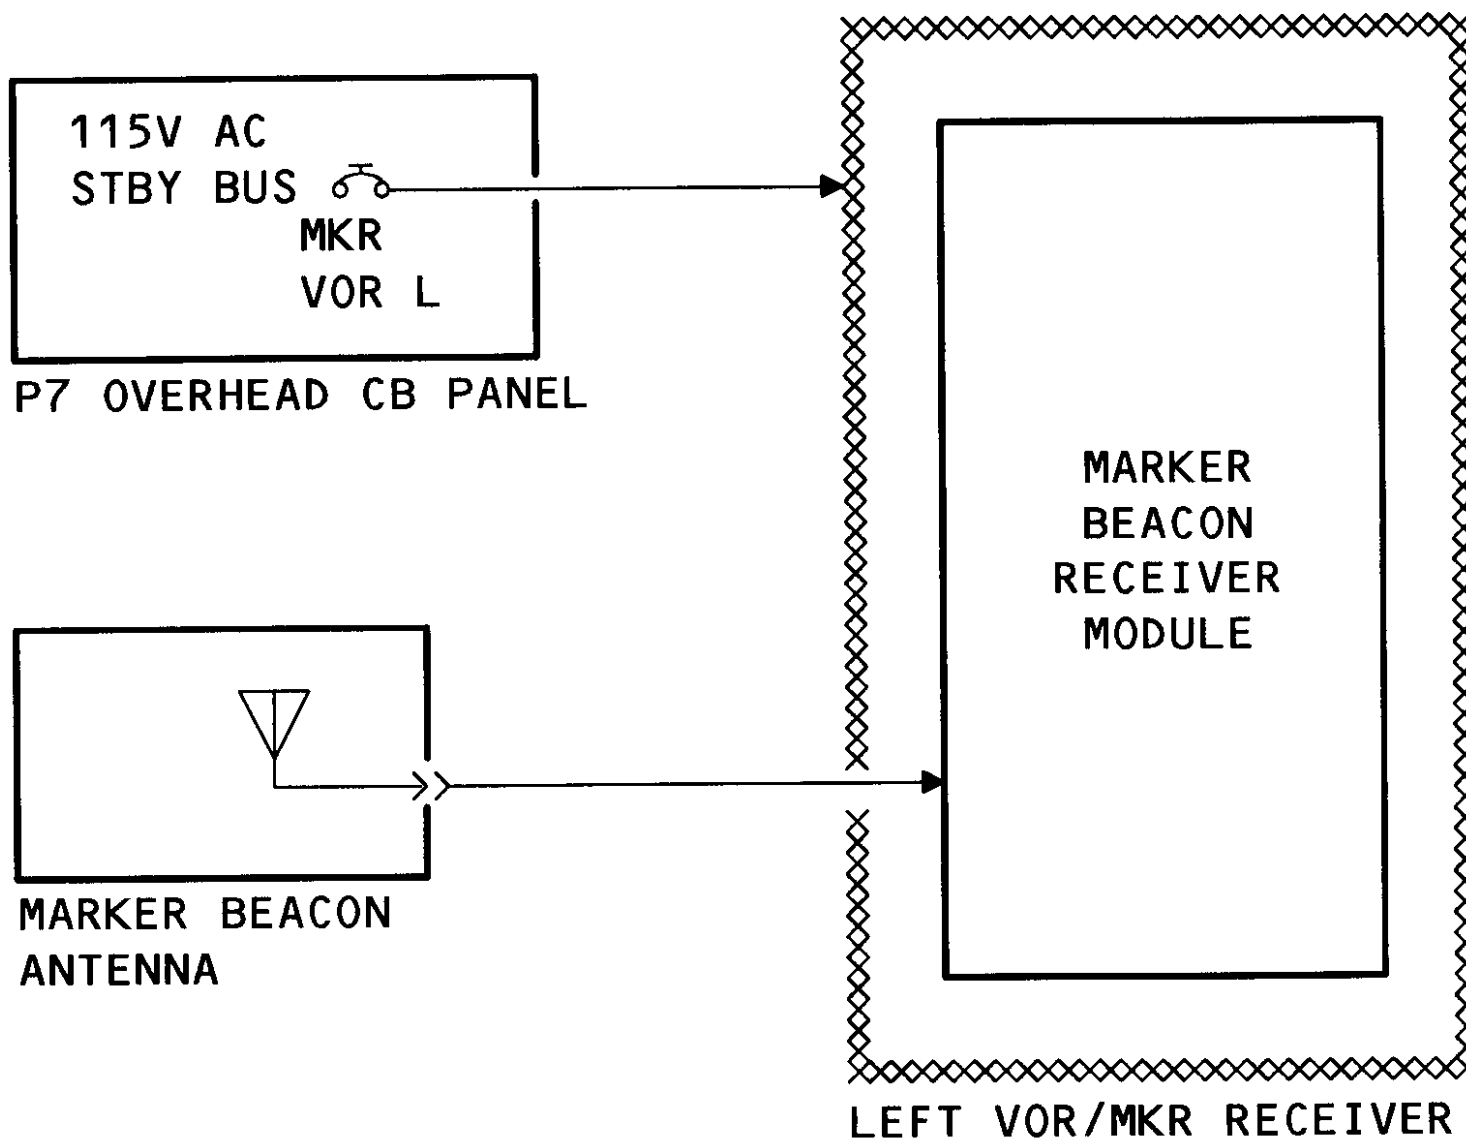 115V AC
STBY BUS
MKR
VOR L
P7 OVERHEAD CB PANEL
MARKER
BEACON
RECEIVER
MODULE
MARKER BEACON
ANTENNA
LEFT VOR/MKR RECEIVER